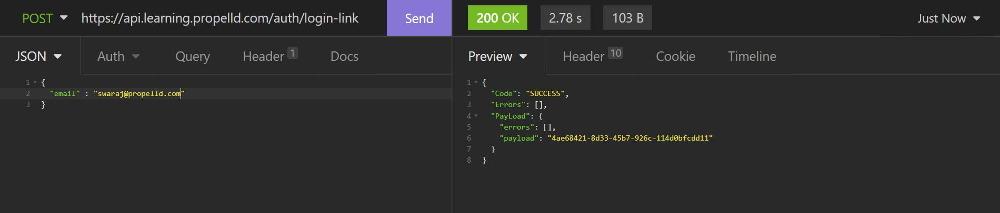 POST https://api.learning.propelld.com/auth/login-link Send 200 OK 2.78 s 103 B Just Now
JSON Auth Query Header 1 Docs
1 {
2 "email" : "swaraj@propelld.com"
3 }
Preview Header 10 Cookie Timeline
1 {
2 "Code": "SUCCESS",
3 "Errors": [],
4 "PayLoad": {
5 "errors": [],
6 "payload": "4ae68421-8d33-45b7-926c-114d0bfcdd11"
7 }
8 }